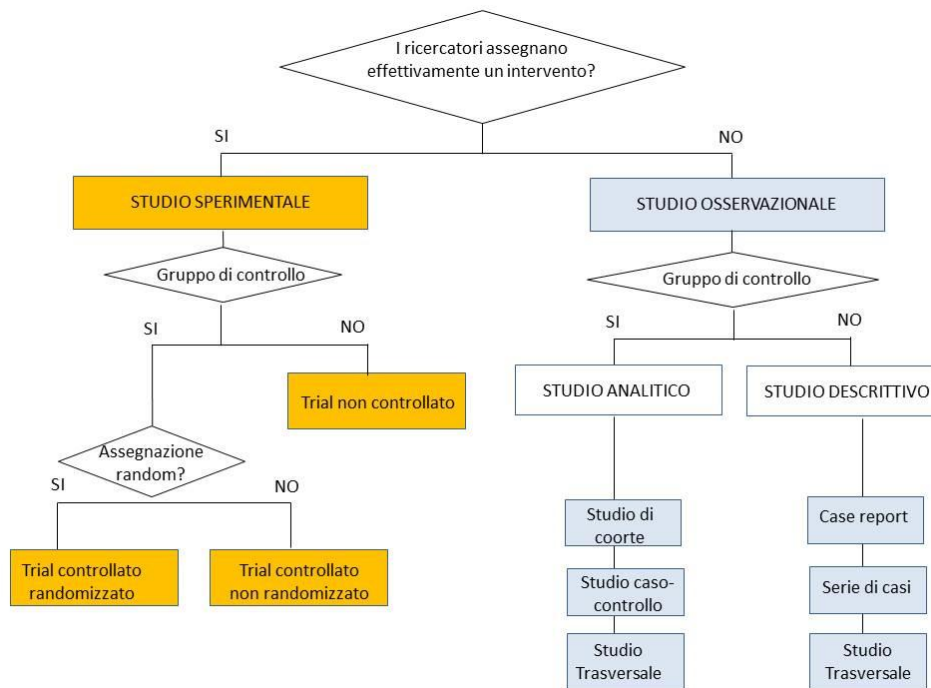 I ricercatori assegnano
effettivamente un intervento?
SI
NO
STUDIO SPERIMENTALE
STUDIO OSSERVAZIONALE
Gruppo di controllo
Gruppo di controllo
SI
NO
SI
NO
Trial non controllato
STUDIO ANALITICO
STUDIO DESCRITTIVO
Assegnazione
random?
SI
NO
Studio di
coorte
Case report
Trial controllato
randomizzato
Trial controllato
non randomizzato
Studio caso-
controllo
Serie di casi
Studio
Trasversale
Studio
Trasversale